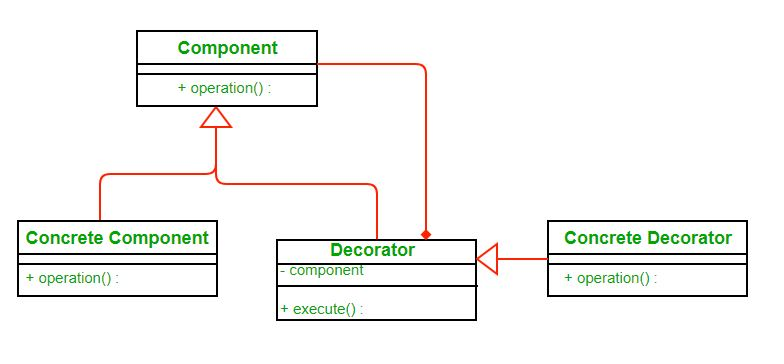 Component
+ operation() :
Concrete Component
+ operation() :
Decorator
- component
+ execute() :
Concrete Decorator
+ operation() :